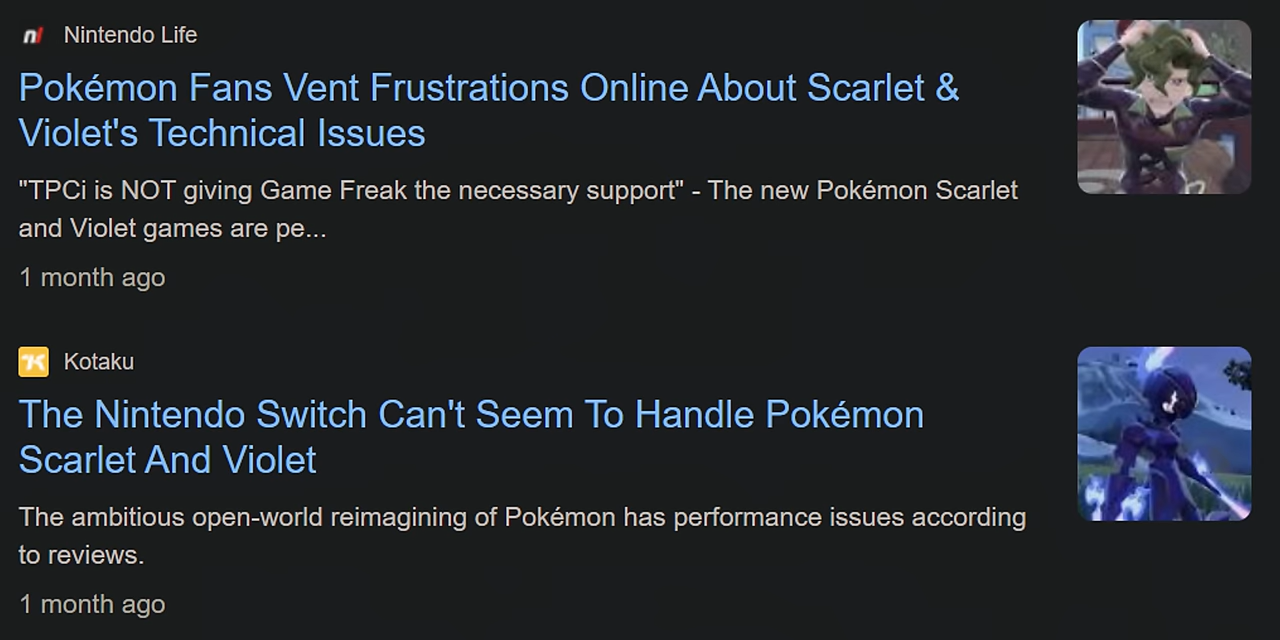 Nintendo Life
Pokémon Fans Vent Frustrations Online About Scarlet &
Violet's Technical Issues
"TPCi is NOT giving Game Freak the necessary support" - The new Pokémon Scarlet
and Violet games are pe...
1 month ago
Kotaku
The Nintendo Switch Can't Seem To Handle Pokémon
Scarlet And Violet
The ambitious open-world reimagining of Pokémon has performance issues according
to reviews.
1 month ago